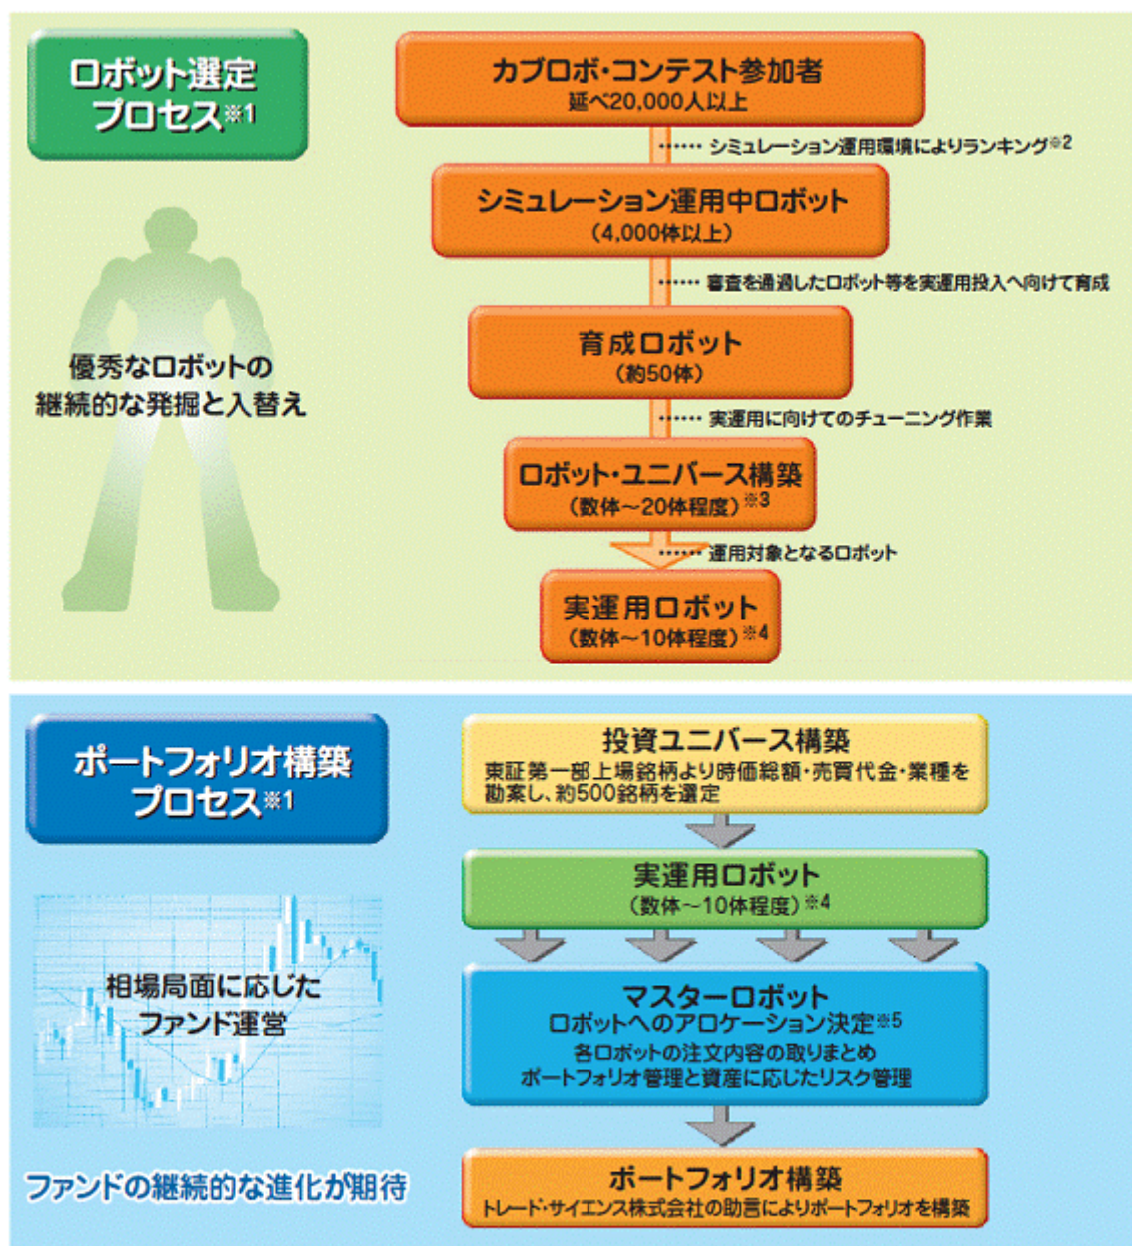 ロボット選定
プロセス※1
カブロボ・コンテスト参加者
延べ20,000人以上
…… シミュレーション運用環境によりランキング※2
シミュレーション運用中ロボット
(4,000体以上)
…… 審査を通過したロボット等を実運用投入へ向けて育成
育成ロボット
(約50体)
優秀なロボットの
継続的な発掘と入替え
…… 実運用に向けてのチューニング作業
ロボット・ユニバース構築
(数体～20体程度)※3
…… 運用対象となるロボット
実運用ロボット
(数体～10体程度)※4
ポートフォリオ構築
プロセス※1
投資ユニバース構築
東証第一部上場銘柄より時価総額・売買代金・業種を
勘案し、約500銘柄を選定
実運用ロボット
(数体～10体程度)※4
相場局面に応じた
ファンド運営
マスターロボット
ロボットへのアロケーション決定※5
各ロボットの注文内容の取りまとめ
ポートフォリオ管理と資産に応じたリスク管理
ファンドの継続的な進化が期待
ポートフォリオ構築
トレード・サイエンス株式会社の助言によりポートフォリオを構築